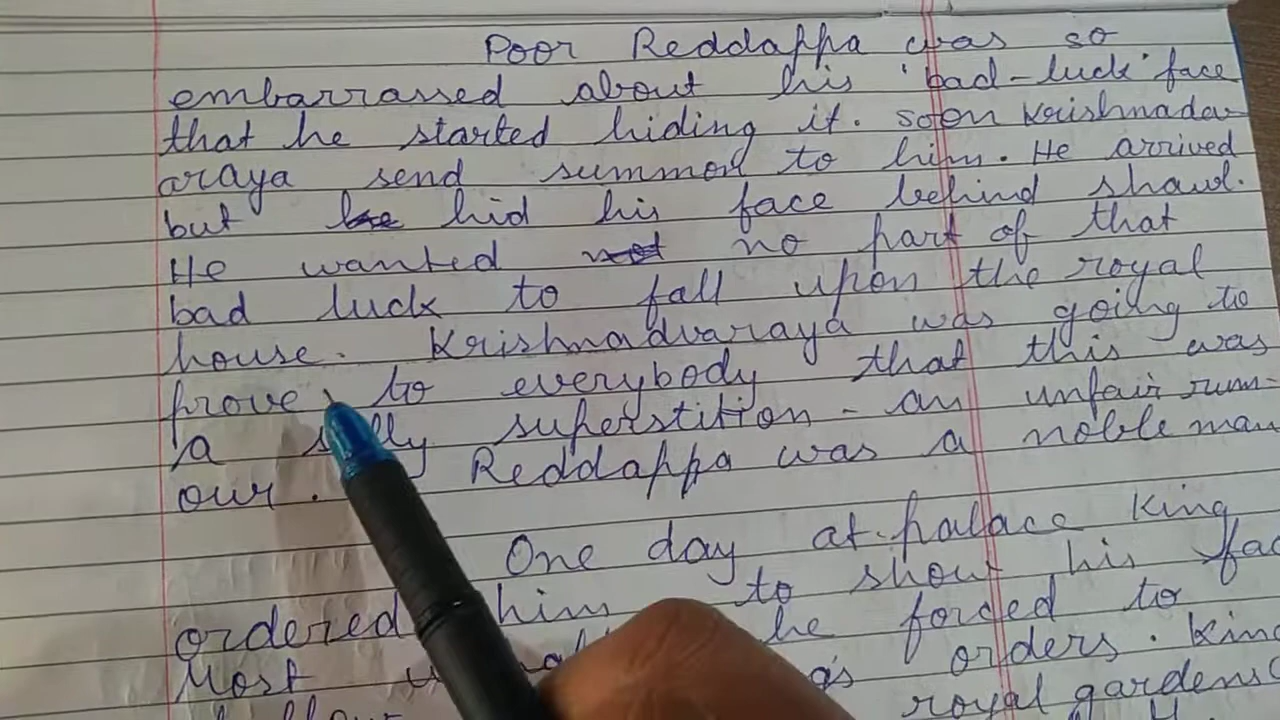 Poor Reddappa was so
embarrassed about his 'bad-luck' face
that he started hiding it. soon Krishnadav
araya send summon to him. He arrived
but he hid his face behind shawl.
He wanted not no part of that
bad luck to fall upon the royal
house. Krishnadvaraya was going to
prove to everybody that this was
a silly superstition - an unfair rum-
our. Reddappa was a noble man
One day at palace King
ordered him to show his fac
Most he forced to
orders. King
royal gardens